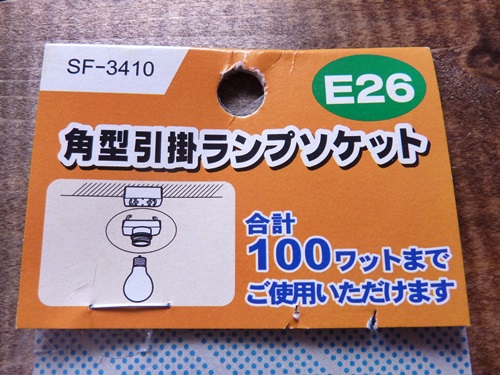 SF-3410
E26
角型引掛ランプソケット
合計
100ワットまで
ご使用いただけます